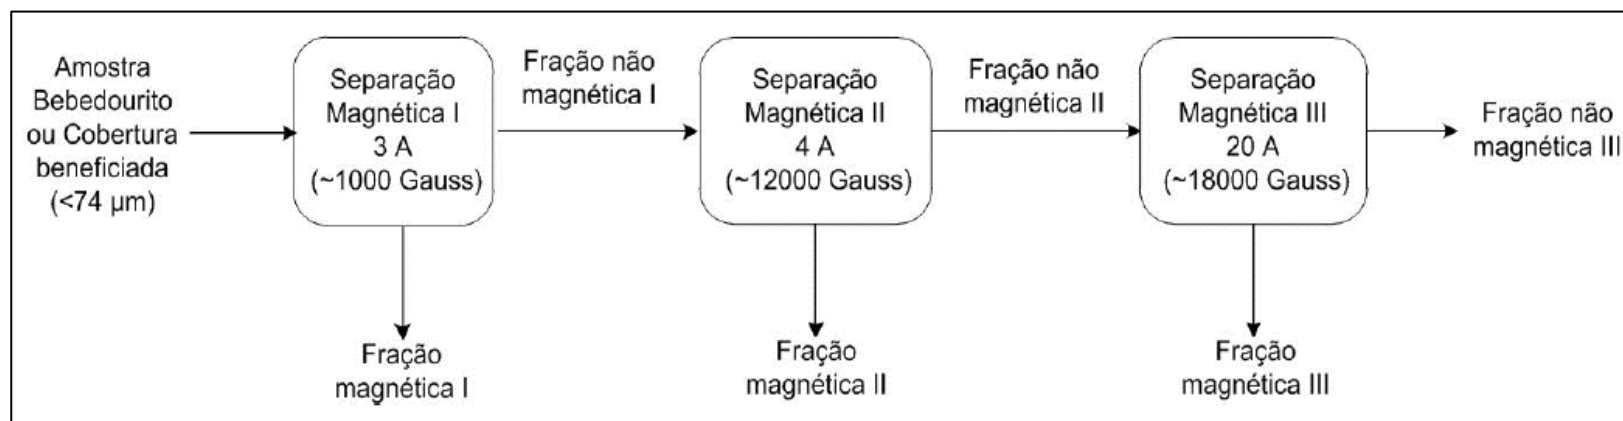 Amostra
Bebedourito
ou Cobertura
beneficiada
(<74 µm)
Separação
Magnética I
3 A
(~1000 Gauss)
Fração não
magnética I
Separação
Magnética II
4 A
(~12000 Gauss)
Fração não
magnética II
Separação
Magnética III
20 A
(~18000 Gauss)
Fração não
magnética III
Fração
magnética I
Fração
magnética II
Fração
magnética III